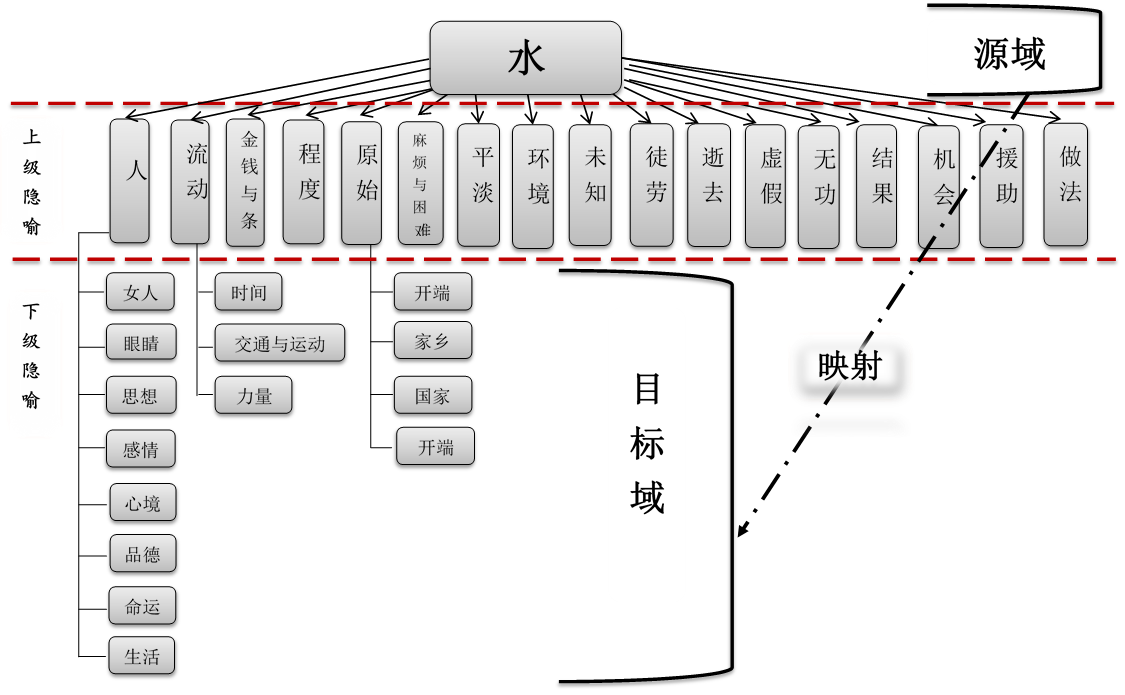 水
源域
上级隐喻
人
流动
金钱与条
程度
原始
麻烦与困难
平淡
环境
未知
徒劳
逝去
虚假
无功
结果
机会
援助
做法
下级隐喻
女人
眼睛
思想
感情
心境
品德
命运
生活
时间
交通与运动
力量
开端
家乡
国家
开端
目标域
映射